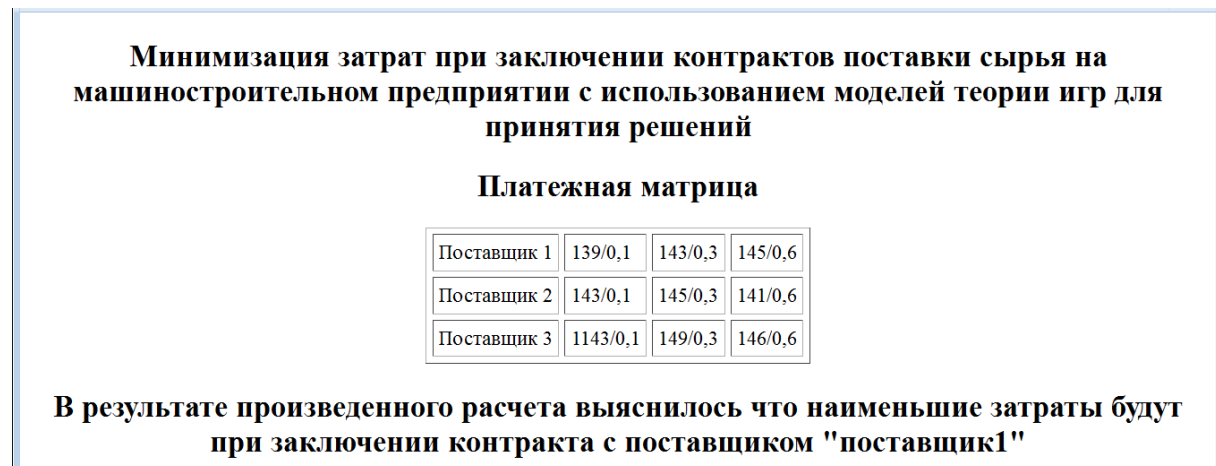 Минимизация затрат при заключении контрактов поставки сырья на
машиностроительном предприятии с использованием моделей теории игр для
принятия решений
Платежная матрица
Поставщик 1 139/0,1 143/0,3 145/0,6
Поставщик 2 143/0,1 145/0,3 141/0,6
Поставщик 3 1143/0,1 149/0,3 146/0,6
В результате произведенного расчета выяснилось что наименьшие затраты будут
при заключении контракта с поставщиком "поставщик1"